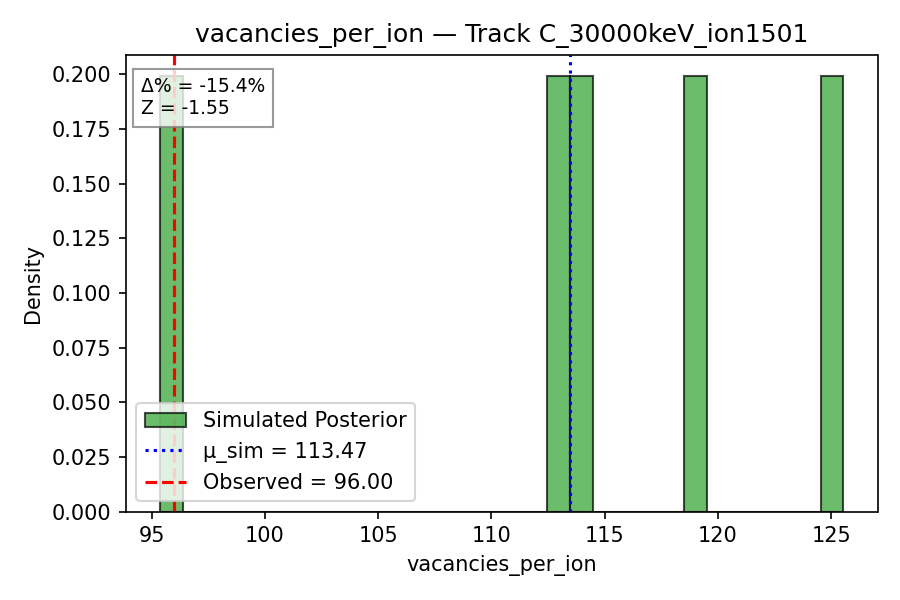 vacancies_per_ion — Track C_30000keV_ion1501
Δ% = -15.4%
Z = -1.55
0.200
0.175
0.150
0.125
0.100
0.075
0.050
0.025
0.000
Density
Simulated Posterior
μ_sim = 113.47
Observed = 96.00
95 100 105 110 115 120 125
vacancies_per_ion